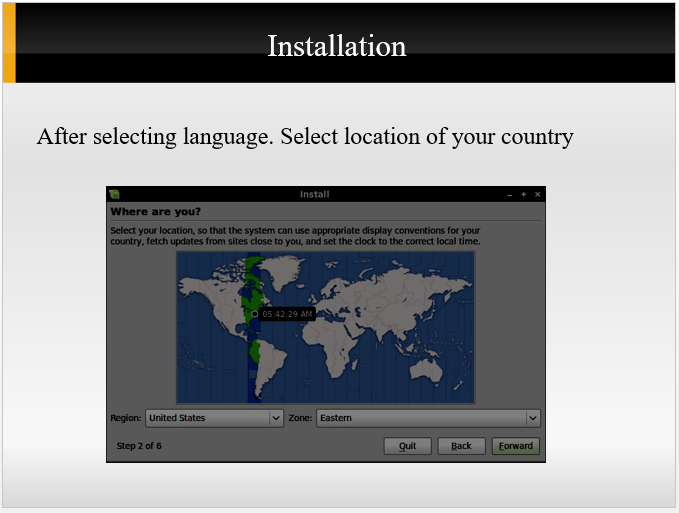 Installation
After selecting language. Select location of your country
Install
Where are you?
Select your location, so that the system can use appropriate display conventions for your
country, fetch updates from sites close to you, and set the clock to the correct local time.
05:42:29 AM
Region: United States Zone: Eastern
Step 2 of 6 Quit Back Forward